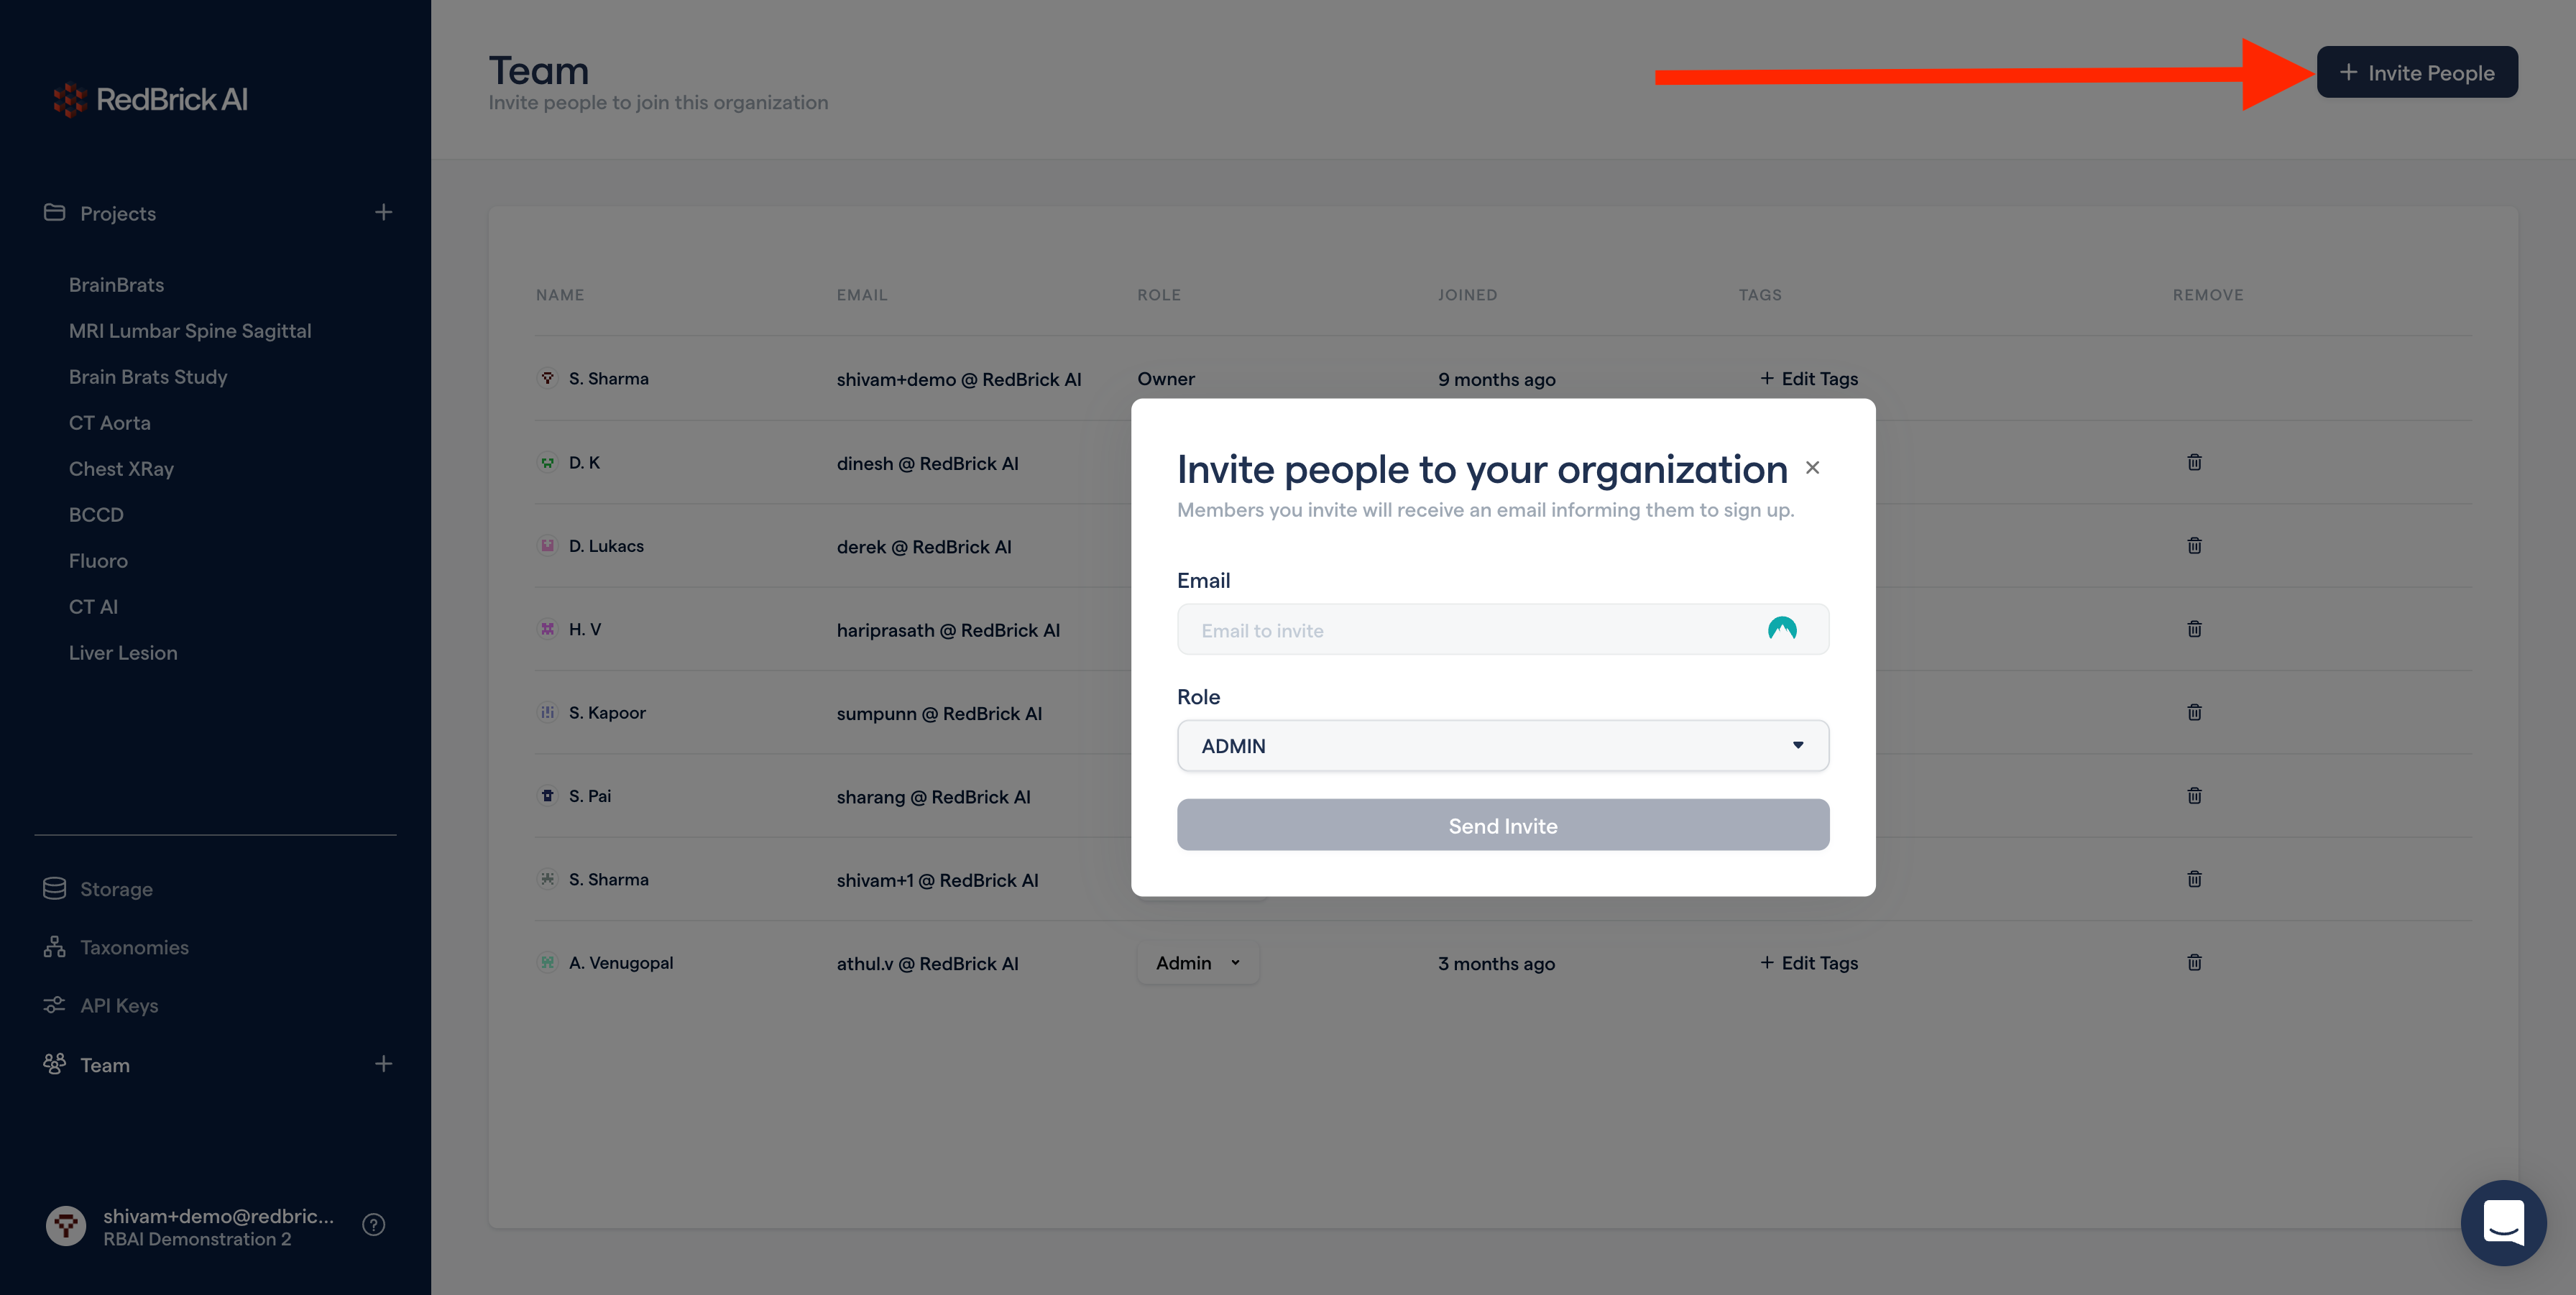 RedBrick AI
Projects
BrainBrats
MRI Lumbar Spine Sagittal
Brain Brats Study
CT Aorta
Chest XRay
BCCD
Fluoro
CT AI
Liver Lesion
Storage
Taxonomies
API Keys
Team
shivam+demo@redbric...
RBAI Demonstration 2
Team
Invite people to join this organization
+ Invite People
NAME EMAIL ROLE JOINED TAGS REMOVE
S. Sharma shivam+demo @ RedBrick AI Owner 9 months ago + Edit Tags
D. K dinesh @ RedBrick AI
D. Lukacs derek @ RedBrick AI
H. V hariprasath @ RedBrick AI
S. Kapoor sumpunn @ RedBrick AI
S. Pai sharang @ RedBrick AI
S. Sharma shivam+1 @ RedBrick AI
A. Venugopal athul.v @ RedBrick AI Admin 3 months ago + Edit Tags
Invite people to your organization
Members you invite will receive an email informing them to sign up.
Email
Email to invite
Role
ADMIN
Send Invite